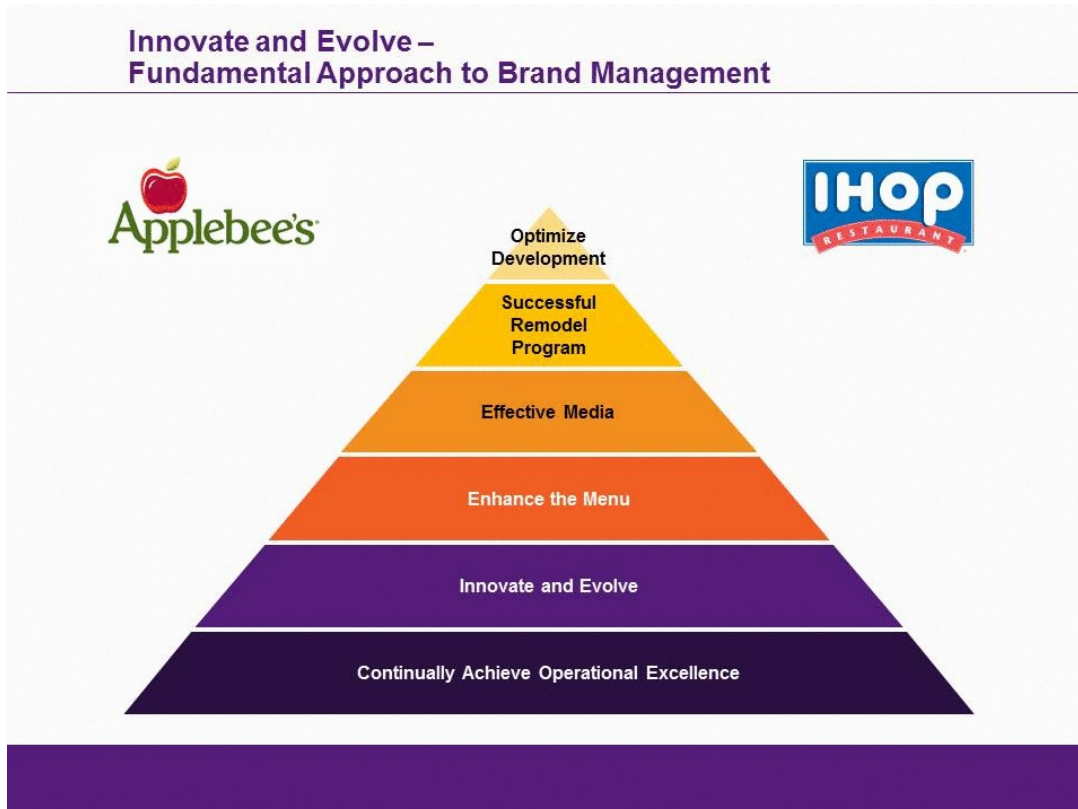 Innovate and Evolve –
Fundamental Approach to Brand Management
Applebee's
IHOP
RESTAURANT
Optimize
Development
Successful
Remodel
Program
Effective Media
Enhance the Menu
Innovate and Evolve
Continually Achieve Operational Excellence